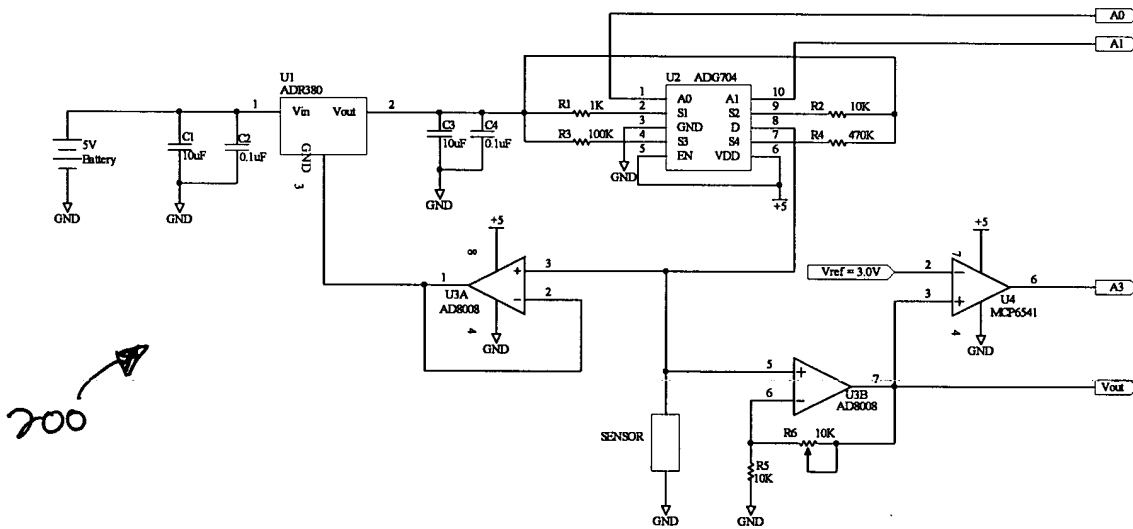 A0
A1
U1
ADR380
U2 ADG704
1 Vin Vout 2
GND
3
5V
Battery
C1
10uF
C2
0.1uF
C3
10uF
C4
0.1uF
R1 1K
R3 100K
1 A0 A1 10
2 S1 S2 9
3 GND D 8
4 S3 S4 7
5 EN VDD 6
R2 10K
R4 470K
GND
GND
GND
GND
+5
+5
8
1
3
2
U3A
AD8008
4
GND
Vref = 3.0V
+5
7
2
3
6
U4
MCP6541
4
GND
A3
5
6
7
U3B
AD8008
Vout
SENSOR
R6 10K
R5
10K
GND
GND
200